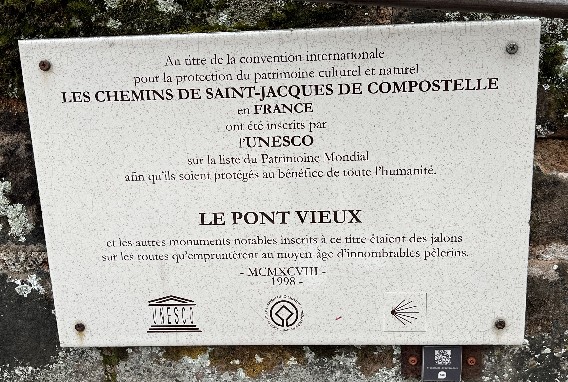 Au titre de la convention internationale
pour la protection du patrimoine culturel et naturel
LES CHEMINS DE SAINT-JACQUES DE COMPOSTELLE
en FRANCE
ont été inscrits par
l'UNESCO
sur la liste du Patrimoine Mondial
afin qu'ils soient protégés au bénéfice de toute l'humanité.
LE PONT VIEUX
et les autres monuments notables inscrits à ce titre étaient des jalons
sur les routes qu'empruntèrent au moyen âge d'innombrables pèlerins.
- MCMXCVIII -
1998 -
UNESCO